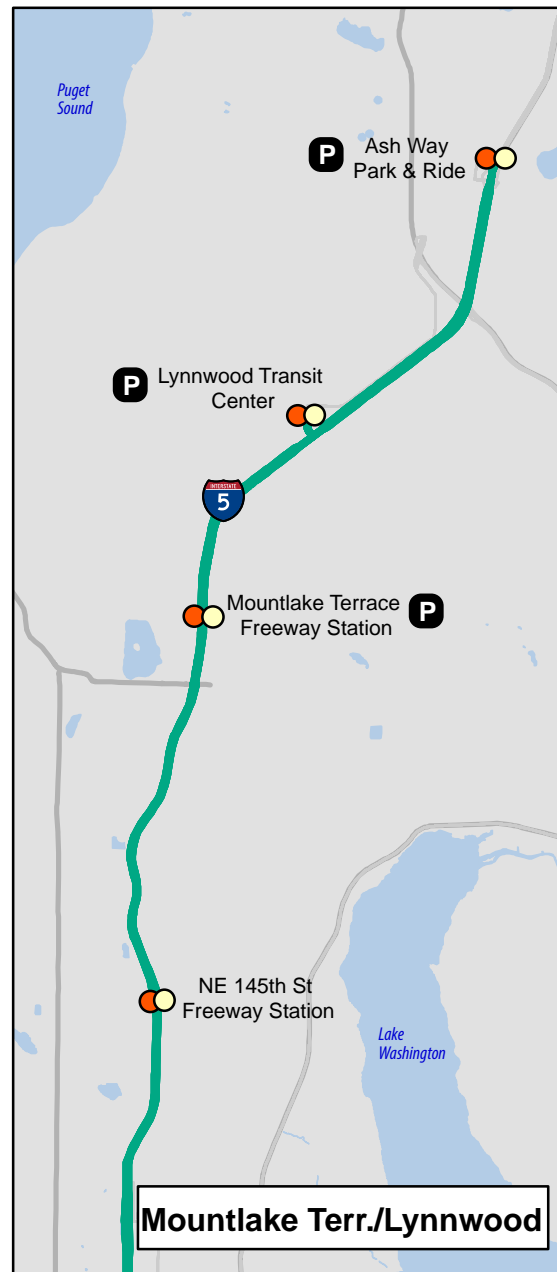 Puget
Sound
P
Ash Way
Park & Ride
P
Lynnwood Transit
Center
INTERSTATE
5
Mountlake Terrace
Freeway Station
P
NE 145th St
Freeway Station
Lake
Washington
Mountlake Terr./Lynnwood